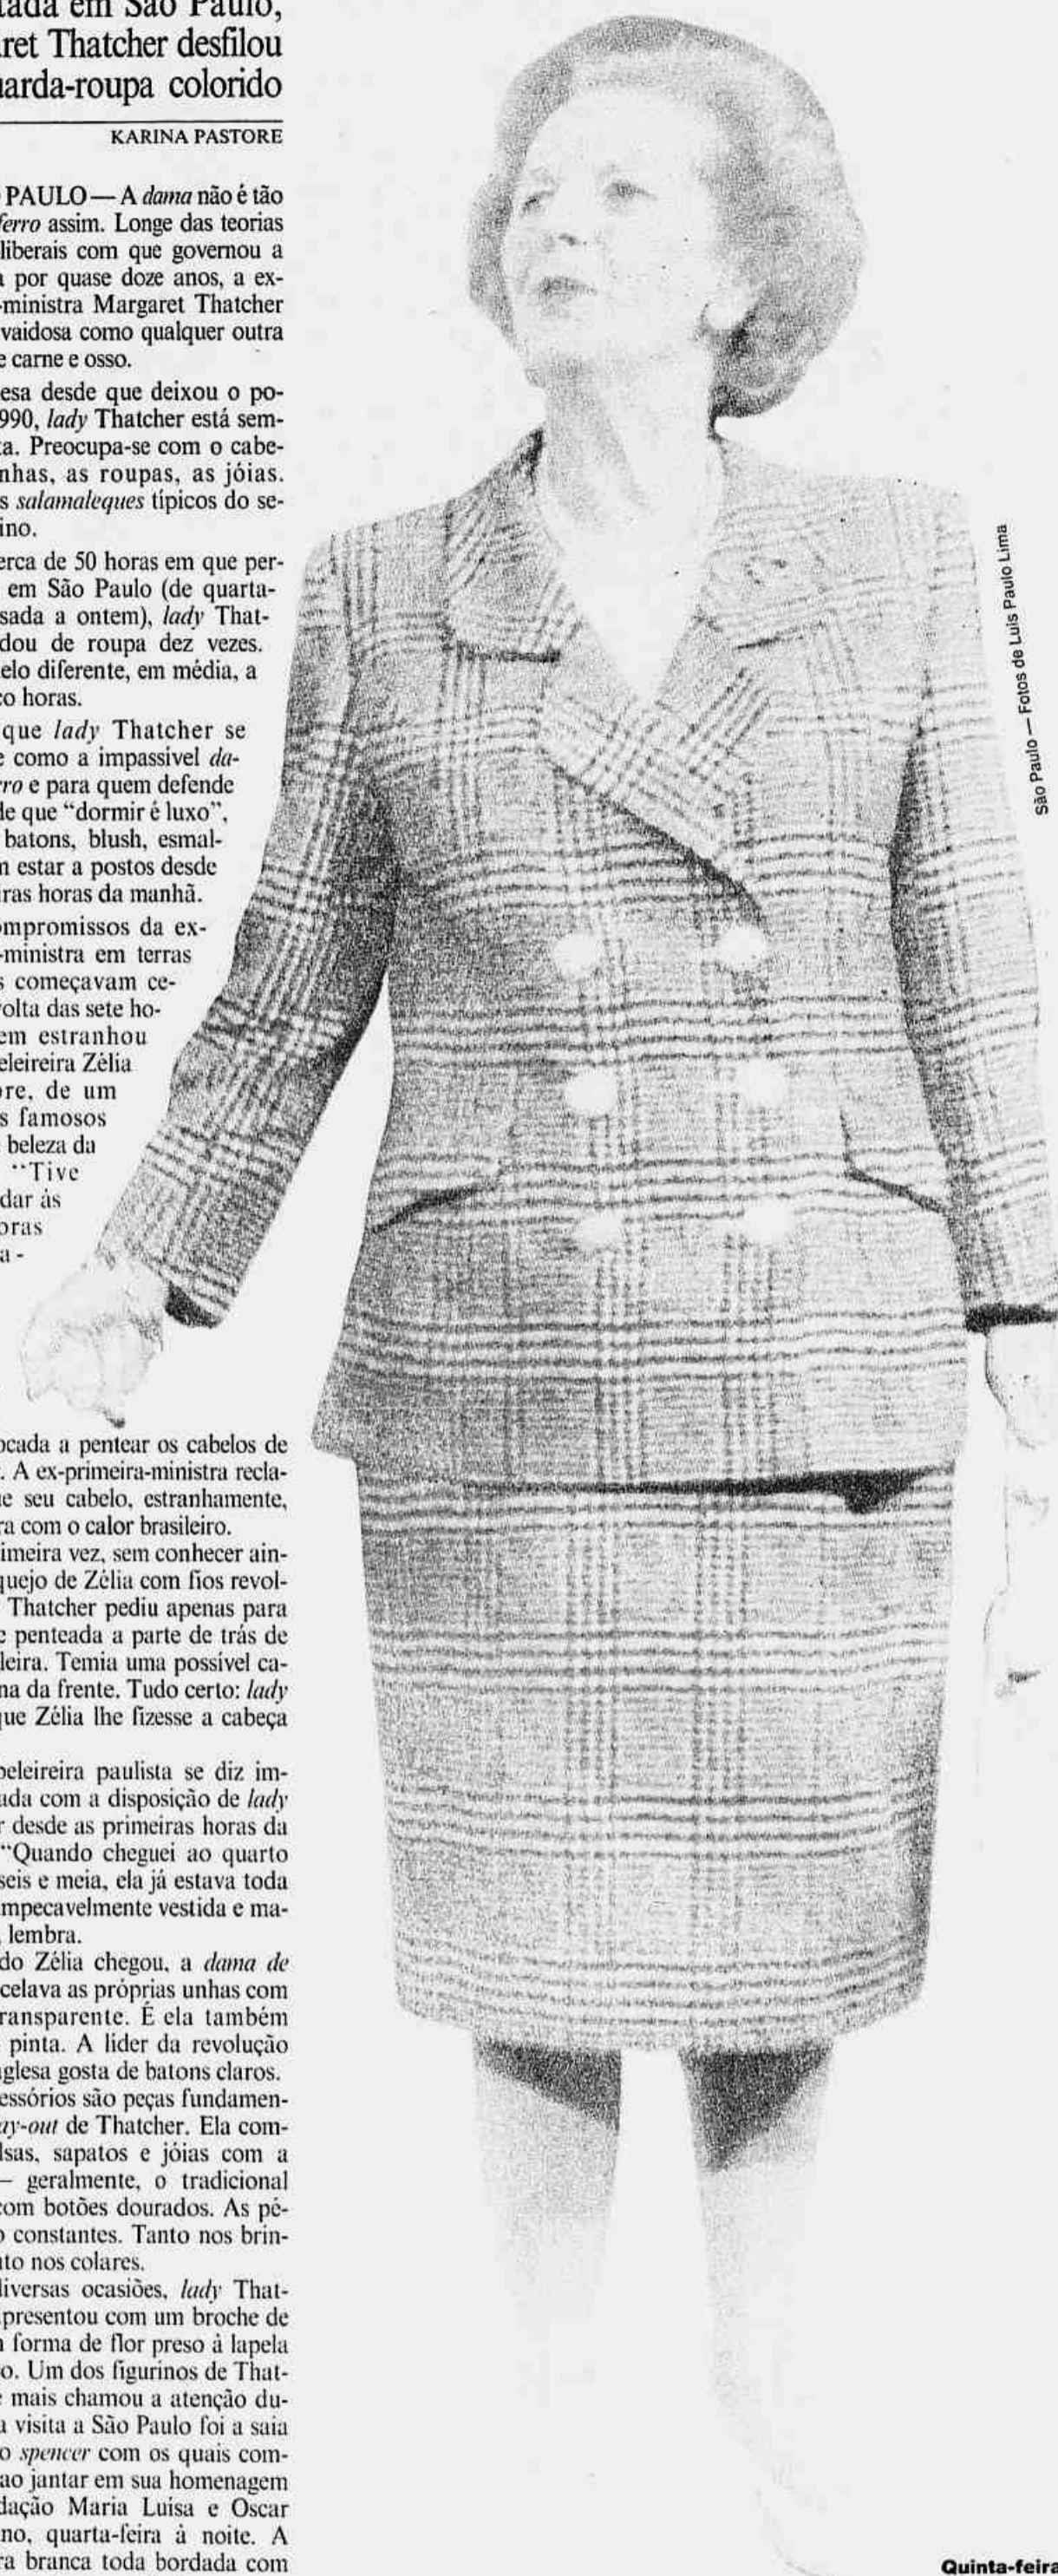 tada em São Paulo,
ret Thatcher desfilou
uarda-roupa colorido
KARINA PASTORE
PAULO — A dama não é tão
ferro assim. Longe das teorias
liberais com que governou a
a por quase doze anos, a ex-
-ministra Margaret Thatcher
vaidosa como qualquer outra
e carne e osso.
esa desde que deixou o po-
990, lady Thatcher está sem-
ta. Preocupa-se com o cabe-
nhas, as roupas, as jóias.
s salamaleques típicos do se-
ino.
erca de 50 horas em que per-
em São Paulo (de quarta-
sada a ontem), lady That-
dou de roupa dez vezes.
elo diferente, em média, a
co horas.
que lady Thatcher se
e como a impassível da-
rro e para quem defende
de que “dormir é luxo”,
batons, blush, esmal-
m estar a postos desde
iras horas da manhã.
ompromissos da ex-
-ministra em terras
s começavam ce-
olta das sete ho-
em estranhou
eleireira Zélia
ore, de um
s famosos
beleza da
“Tive
dar às
oras
a -
ocada a pentear os cabelos de
. A ex-primeira-ministra recla-
ue seu cabelo, estranhamente,
ra com o calor brasileiro.
imeira vez, sem conhecer ain-
quejo de Zélia com fios revol-
Thatcher pediu apenas para
e penteada a parte de trás de
leira. Temia uma possível ca-
na da frente. Tudo certo: lady
que Zélia lhe fizesse a cabeça
beleireira paulista se diz im-
ada com a disposição de lady
r desde as primeiras horas da
“Quando cheguei ao quarto
seis e meia, ela já estava toda
mpecavelmente vestida e ma-
, lembra.
do Zélia chegou, a dama de
celava as próprias unhas com
ransparente. É ela também
pinta. A líder da revolução
glesa gosta de batons claros.
essórios são peças fundamen-
ay-out de Thatcher. Ela com-
lsas, sapatos e jóias com a
— geralmente, o tradicional
com botões dourados. As pé-
o constantes. Tanto nos brin-
nto nos colares.
diversas ocasiões, lady That-
apresentou com um broche de
n forma de flor preso à lapela
o. Um dos figurinos de That-
e mais chamou a atenção du-
a visita a São Paulo foi a saia
o spencer com os quais com-
ao jantar em sua homenagem
dação Maria Luisa e Oscar
no, quarta-feira à noite. A
ra branca toda bordada com
São Paulo — Fotos de Luis Paulo Lima
Quinta-feira